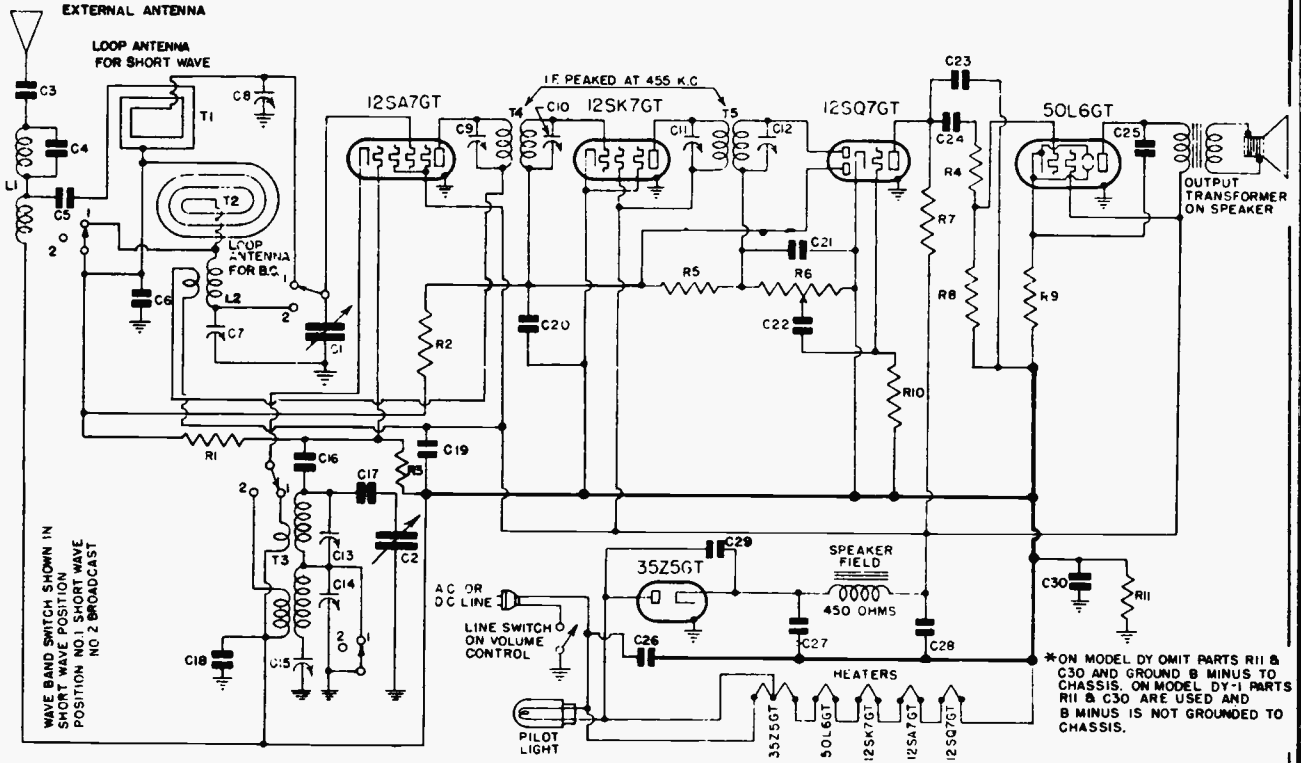 EXTERNAL ANTENNA
LOOP ANTENNA
FOR SHORT WAVE
C3
C4
L1
C5
T1
C8
T2
LOOP
ANTENNA
FOR B.C.
L2
C6
C7
1
2
1
2
C1
12SA7GT
I.F. PEAKED AT 455 K.C
T4
C9
C10
12SK7GT
T5
C11
C12
12SQ7GT
C23
C24
R4
50L6GT
C25
OUTPUT
TRANSFORMER
ON SPEAKER
R7
C21
R5
R6
R8
R9
C22
R2
C20
R10
R1
C16
R3
C19
C17
2
1
T3
C13
C14
C2
2
1
C15
C18
WAVE BAND SWITCH SHOWN IN
SHORT WAVE POSITION
POSITION NO.1 SHORT WAVE
NO 2 BROADCAST
35Z5GT
C29
SPEAKER
FIELD
450 OHMS
A C OR
D C LINE
LINE SWITCH
ON VOLUME
CONTROL
C26
C27
C28
C30
R11
HEATERS
PILOT
LIGHT
35Z5GT
50L6GT
12SK7GT
12SA7GT
12SQ7GT
*ON MODEL DY OMIT PARTS R11 &
C30 AND GROUND B MINUS TO
CHASSIS. ON MODEL DY-1 PARTS
R11 & C30 ARE USED AND
B MINUS IS NOT GROUNDED TO
CHASSIS.